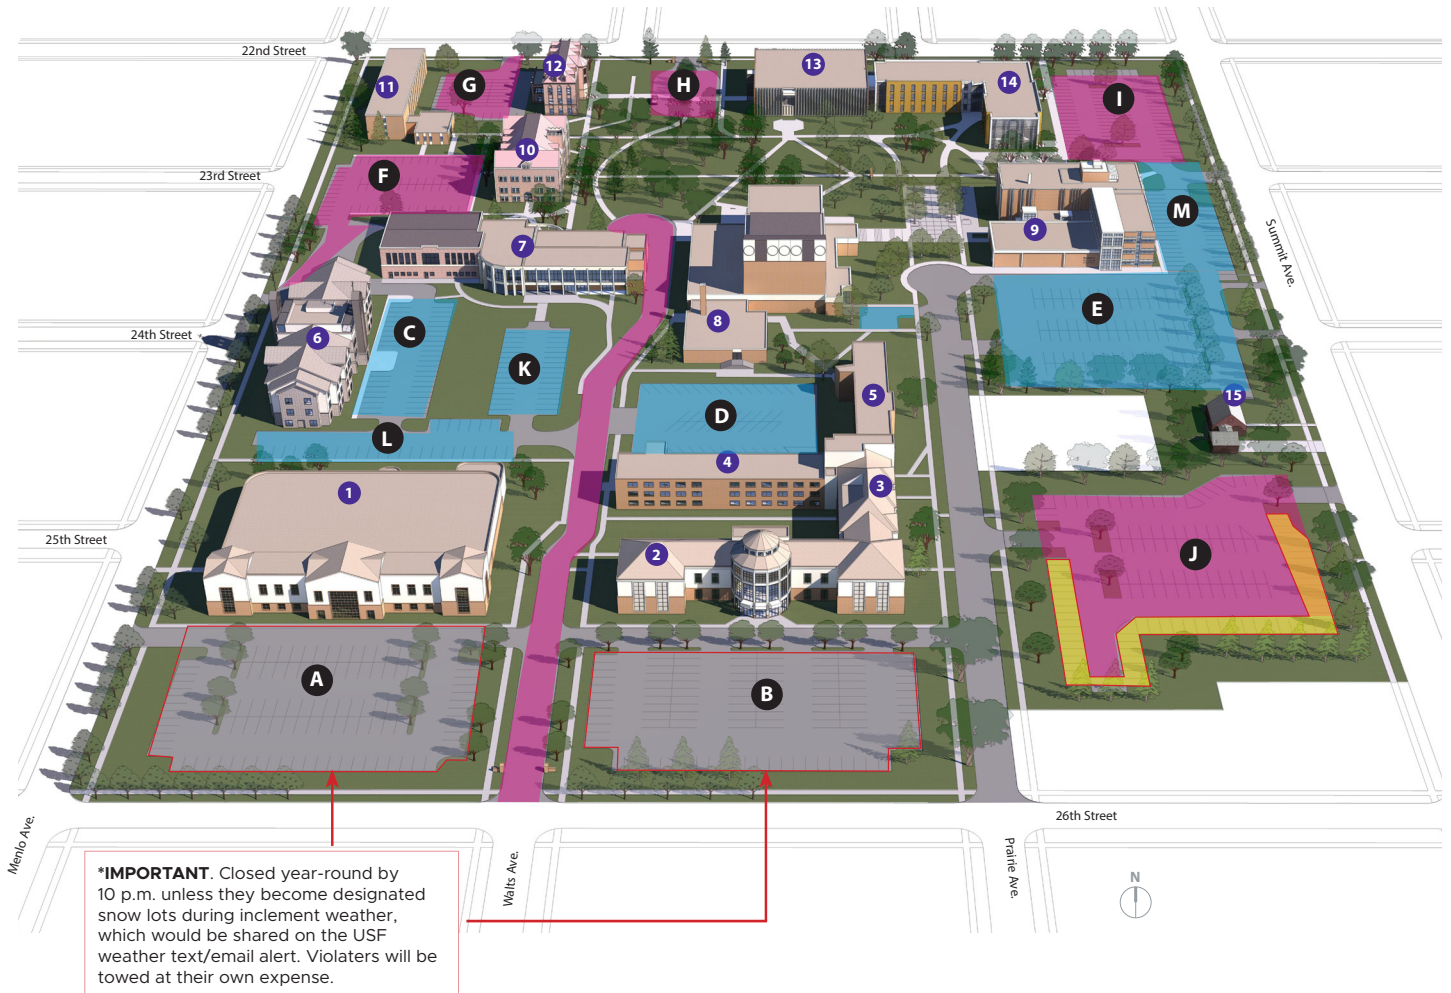 22nd Street
12
13
11
G
H
14
I
10
23rd Street
F
M
7
9
Summit Ave.
E
C
8
24th Street
6
K
5
15
D
L
4
1
3
25th Street
2
J
A
B
26th Street
Menlo Ave.
Walts Ave.
Prairie Ave.
N
*IMPORTANT. Closed year-round by
10 p.m. unless they become designated
snow lots during inclement weather,
which would be shared on the USF
weather text/email alert. Violaters will be
towed at their own expense.